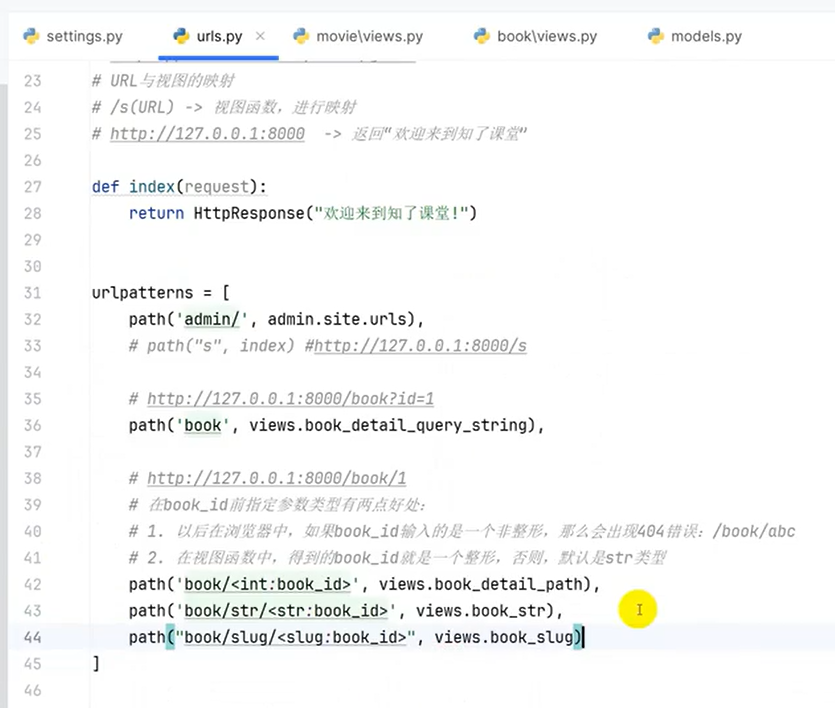 settings.py urls.py movie\views.py book\views.py models.py
23 # URL与视图的映射
24 # /s(URL) -> 视图函数，进行映射
25 # http://127.0.0.1:8000 -> 返回“欢迎来到知了课堂”
26
27 def index(request):
28 return HttpResponse("欢迎来到知了课堂!")
29
30
31 urlpatterns = [
32 path('admin/', admin.site.urls),
33 # path("s", index) #http://127.0.0.1:8000/s
34
35 # http://127.0.0.1:8000/book?id=1
36 path('book', views.book_detail_query_string),
37
38 # http://127.0.0.1:8000/book/1
39 # 在book_id前指定参数类型有两点好处：
40 # 1. 以后在浏览器中，如果book_id输入的是一个非整形，那么会出现404错误：/book/abc
41 # 2. 在视图函数中，得到的book_id就是一个整形，否则，默认是str类型
42 path('book/<int:book_id>', views.book_detail_path),
43 path('book/str/<str:book_id>', views.book_str),
44 path("book/slug/<slug:book_id>", views.book_slug)
45 ]
46